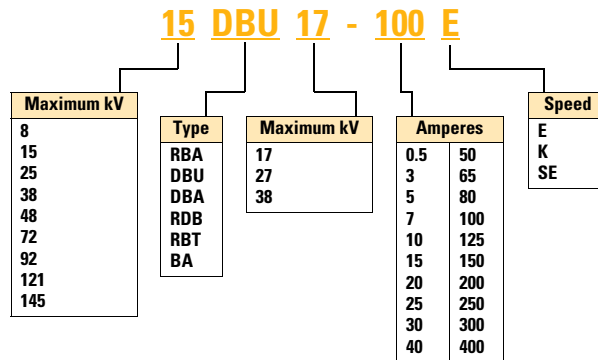 15 DBU 17 - 100 E
Maximum kV
8
15
25
38
48
72
92
121
145
Type
RBA
DBU
DBA
RDB
RBT
BA
Maximum kV
17
27
38
Amperes
0.5 50
3 65
5 80
7 100
10 125
15 150
20 200
25 250
30 300
40 400
Speed
E
K
SE